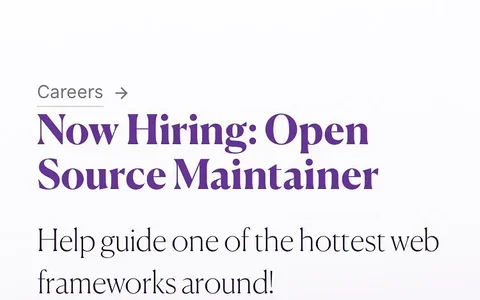 Careers →
Now Hiring: Open
Source Maintainer
Help guide one of the hottest web
frameworks around!